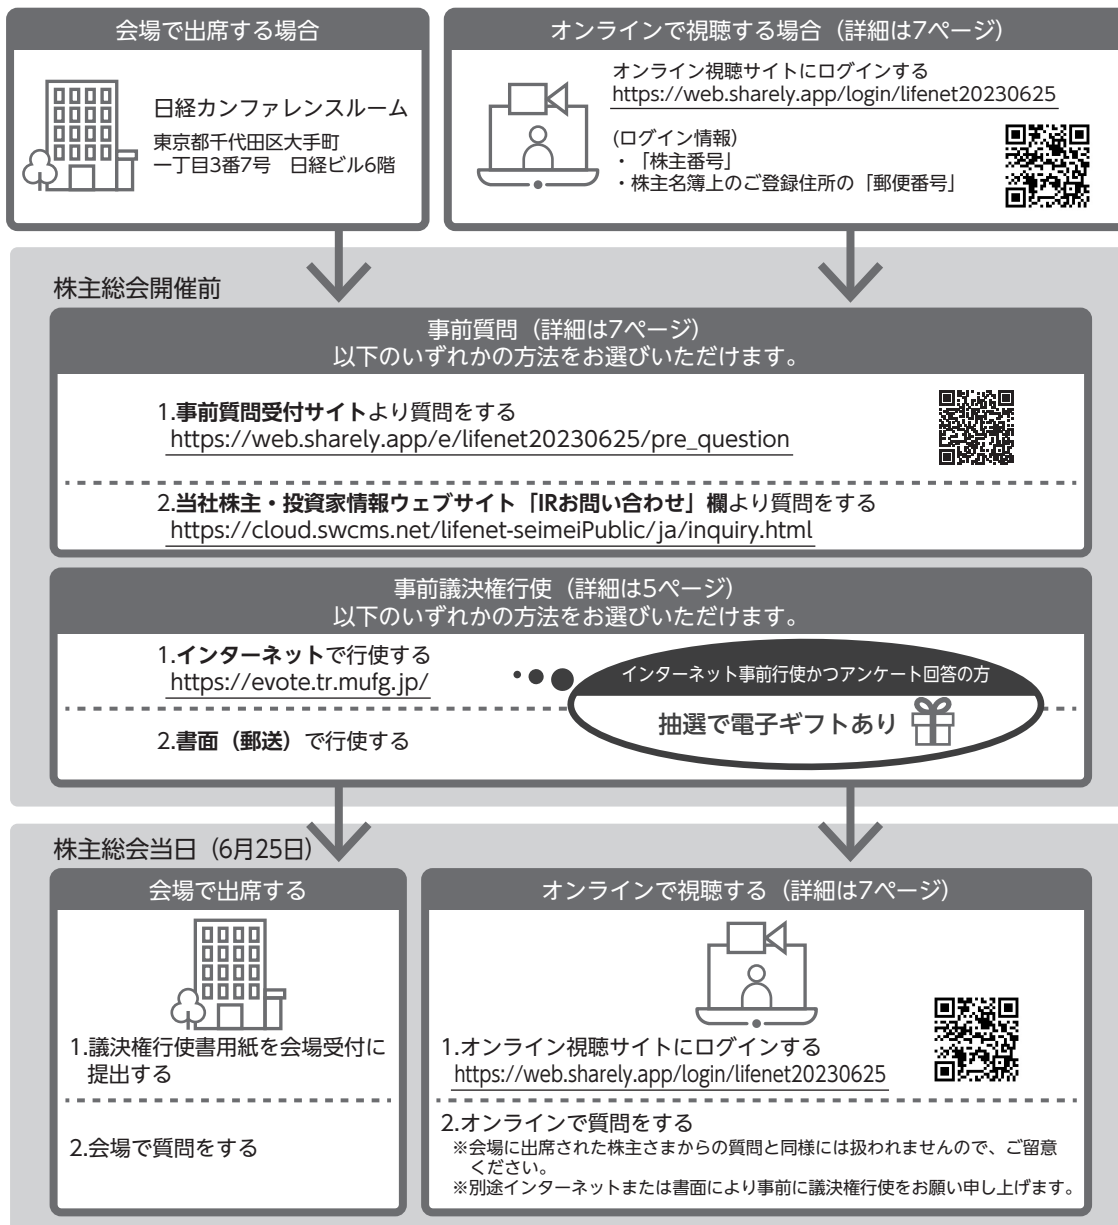 会場で出席する場合
日経カンファレンスルーム
東京都千代田区大手町
一丁目3番7号　日経ビル6階
オンラインで視聴する場合（詳細は7ページ）
オンライン視聴サイトにログインする
https://web.sharely.app/login/lifenet20230625
(ログイン情報)
・「株主番号」
・株主名簿上のご登録住所の「郵便番号」
株主総会開催前
事前質問（詳細は7ページ）
以下のいずれかの方法をお選びいただけます。
1.事前質問受付サイトより質問をする
https://web.sharely.app/e/lifenet20230625/pre_question
2.当社株主・投資家情報ウェブサイト「IRお問い合わせ」欄より質問をする
https://cloud.swcms.net/lifenet-seimeiPublic/ja/inquiry.html
事前議決権行使（詳細は5ページ）
以下のいずれかの方法をお選びいただけます。
1.インターネットで行使する
https://evote.tr.mufg.jp/
インターネット事前行使かつアンケート回答の方
抽選で電子ギフトあり
2.書面（郵送）で行使する
株主総会当日（6月25日）
会場で出席する
1.議決権行使書用紙を会場受付に
提出する
2.会場で質問をする
オンラインで視聴する（詳細は7ページ）
1.オンライン視聴サイトにログインする
https://web.sharely.app/login/lifenet20230625
2.オンラインで質問をする
※会場に出席された株主さまからの質問と同様には扱われませんので、ご留意
ください。
※別途インターネットまたは書面により事前に議決権行使をお願い申し上げます。